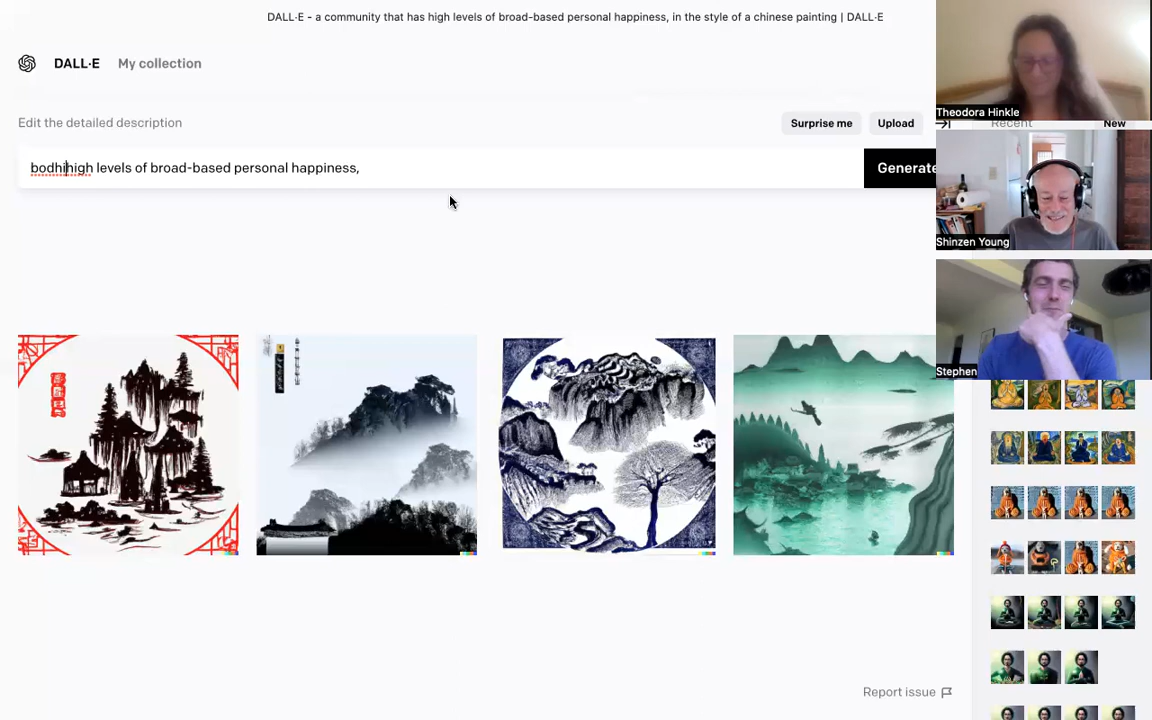 DALL·E - a community that has high levels of broad-based personal happiness, in the style of a chinese painting | DALL·E
DALL·E
My collection
Edit the detailed description
Surprise me
Upload
Recent
New
bodhihigh levels of broad-based personal happiness,
Generate
Theodora Hinkle
Shinzen Young
Stephen
Report issue